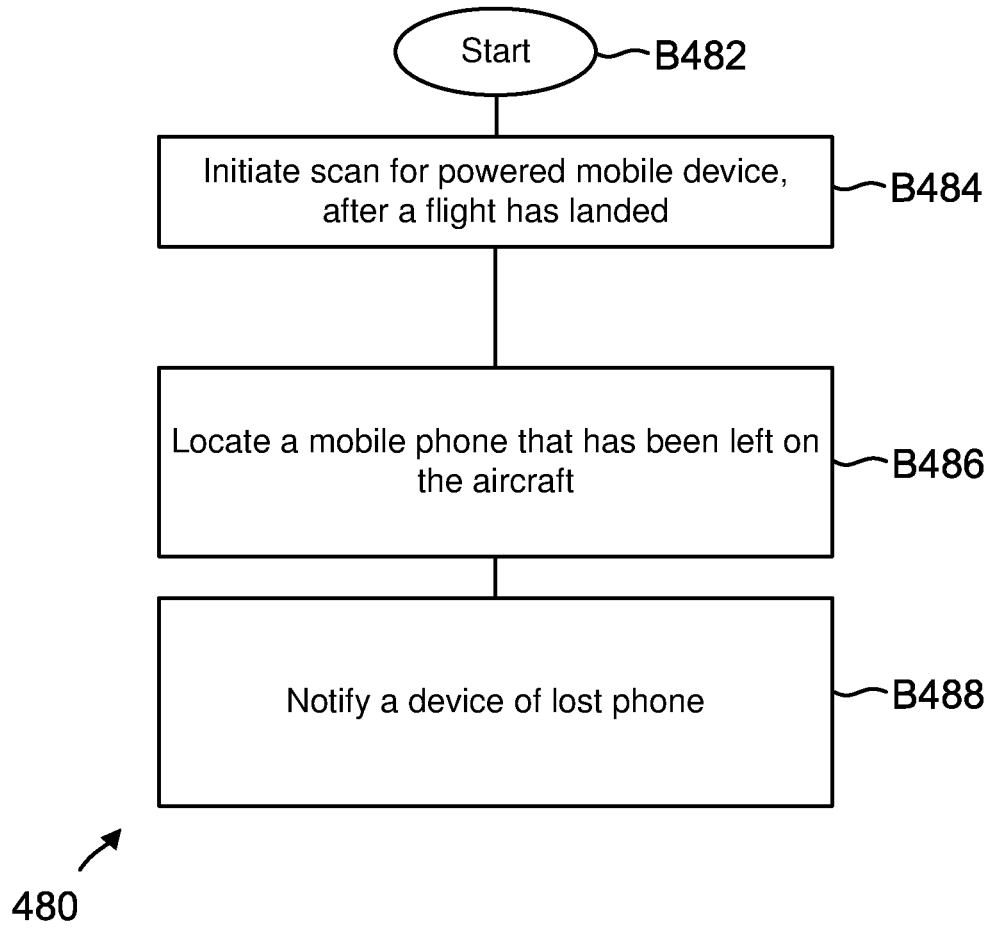 Start
B482
Initiate scan for powered mobile device,
after a flight has landed
B484
Locate a mobile phone that has been left on
the aircraft
B486
Notify a device of lost phone
B488
480